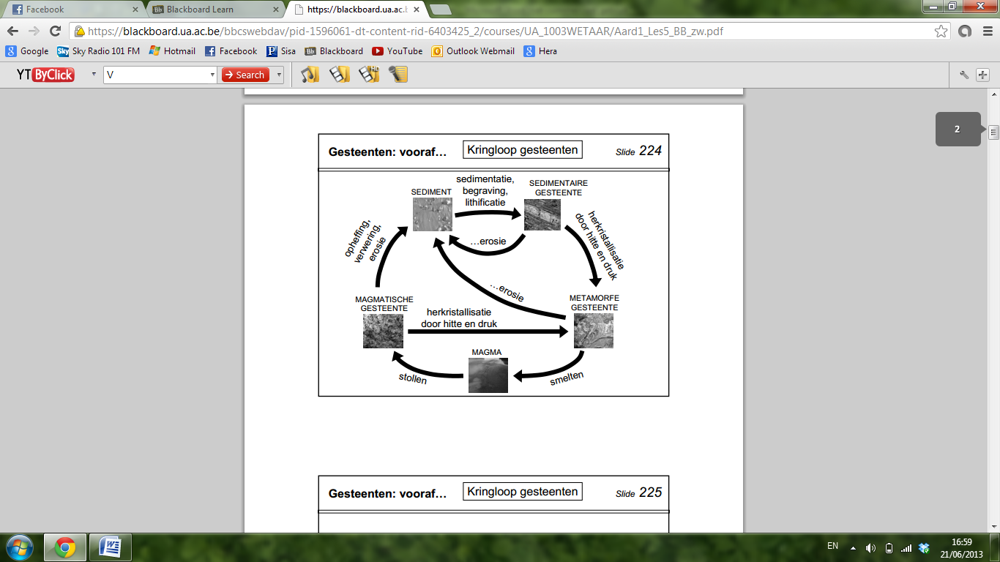 Facebook
Blackboard Learn
https://blackboard.ua.ac.b
https://blackboard.ua.ac.be/bbcswebdav/pid-1596061-dt-content-rid-6403425_2/courses/UA_1003WETAAR/Aard1_Les5_BB_zw.pdf
Google Sky Radio 101 FM Hotmail Facebook Sisa Blackboard YouTube Outlook Webmail Hera
YT ByClick V Search HD
2
Gesteenten: vooraf… Kringloop gesteenten Slide 224
sedimentatie,
begraving,
lithificatie
SEDIMENT
SEDIMENTAIRE
GESTEENTE
opheffing,
verwering,
erosie
…erosie
herkristallisatie
door hitte en druk
…erosie
MAGMATISCHE
GESTEENTE
METAMORFE
GESTEENTE
herkristallisatie
door hitte en druk
MAGMA
stollen
smelten
Gesteenten: vooraf… Kringloop gesteenten Slide 225
EN
16:59
21/06/2013